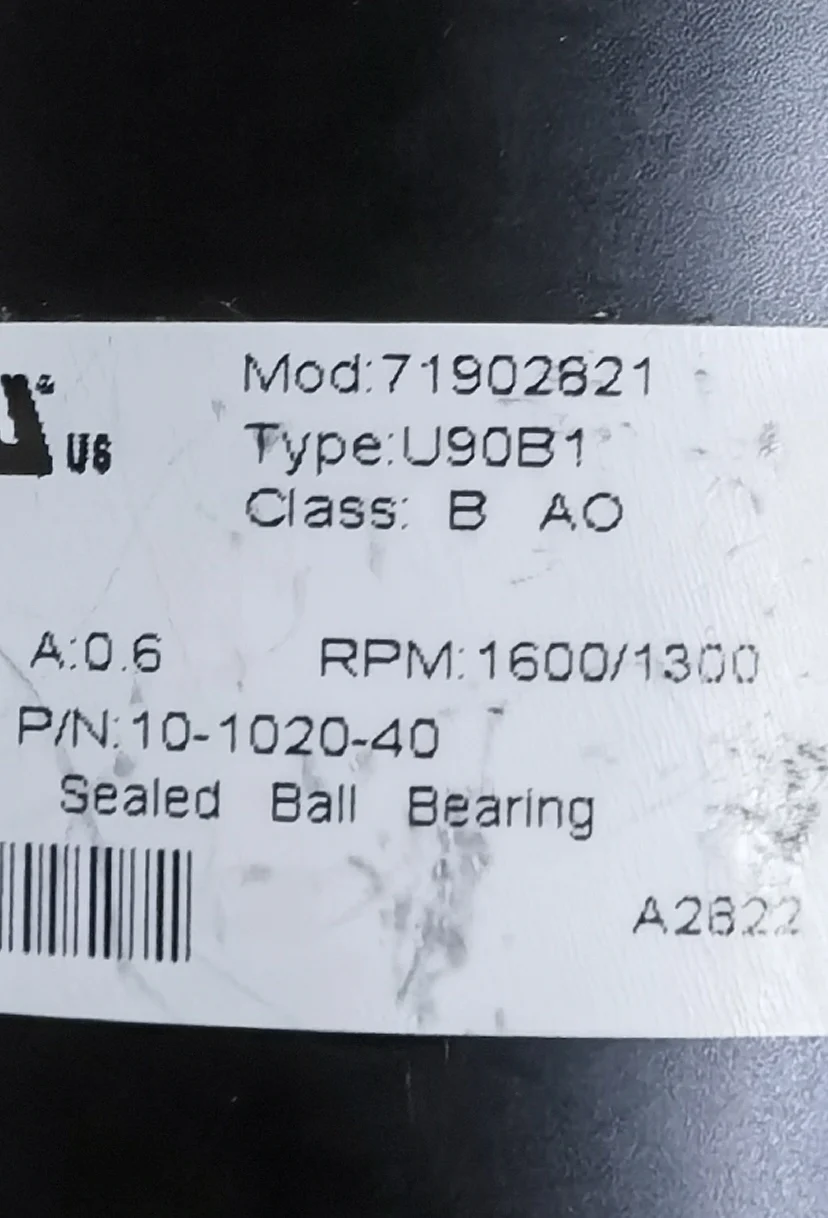 Mod:71902821
US
Type:U90B1
Class: B AO
A:0.6 RPM:1600/1300
P/N:10-1020-40
Sealed Ball Bearing
A2822